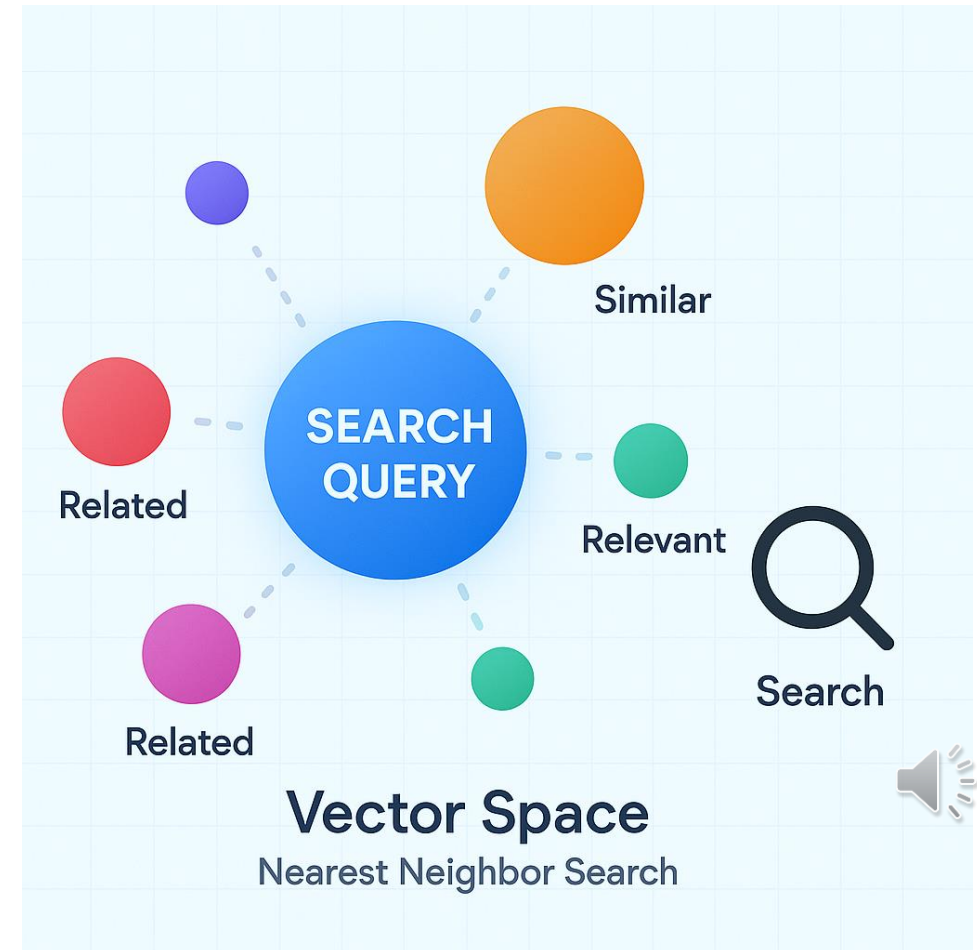 Similar
SEARCH
QUERY
Related
Relevant
Search
Related
Vector Space
Nearest Neighbor Search